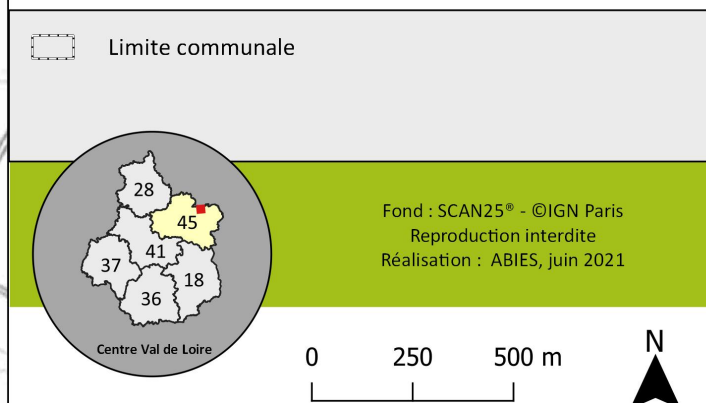 Limite communale
28
45
41
37
18
36
Centre Val de Loire
Fond : SCAN25® - ©IGN Paris
Reproduction interdite
Réalisation : ABIES, juin 2021
0 250 500 m
N